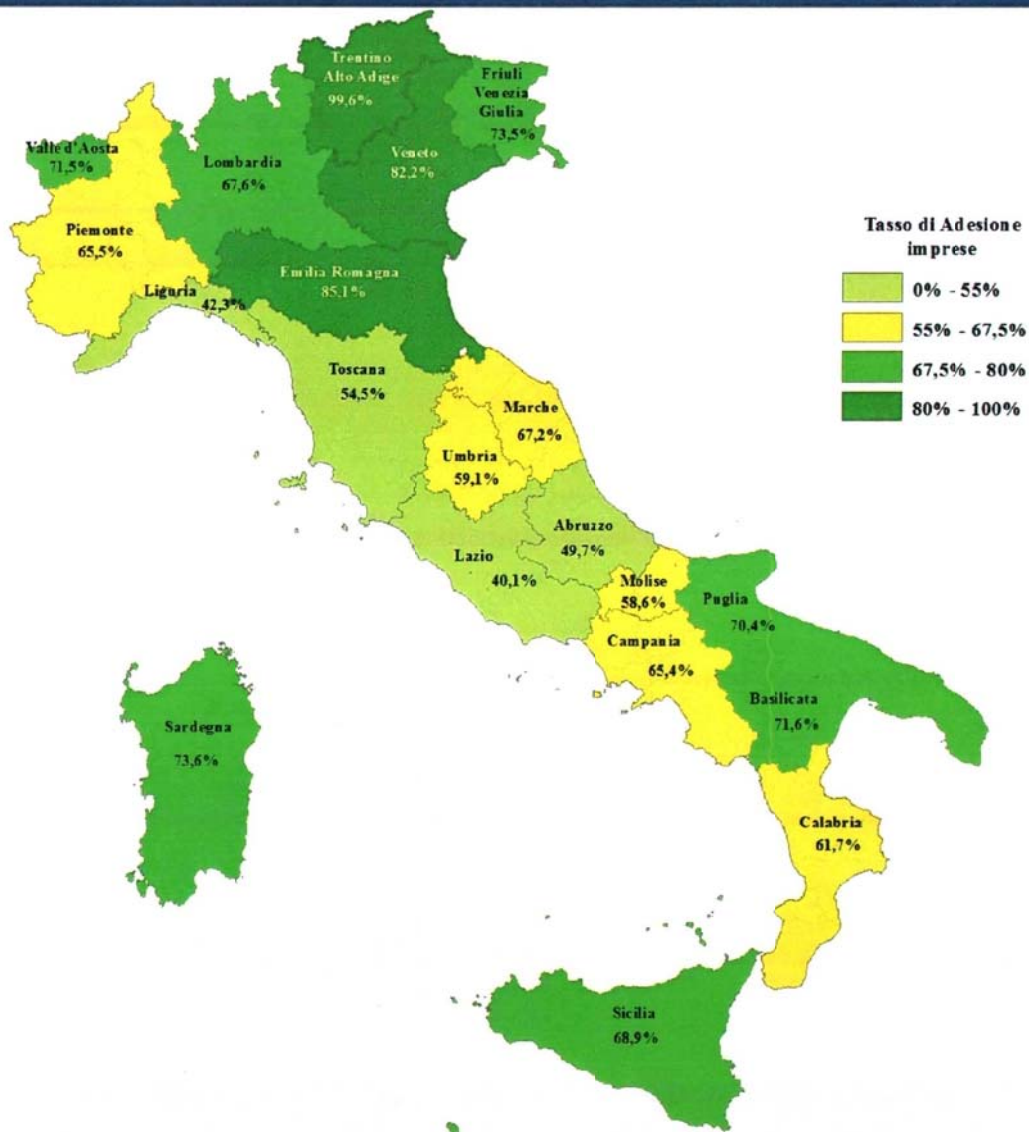 Trentino
Alto Adige
99,6%
Friuli
Venezia
Giulia
73,5%
Valle d'Aosta
71,5%
Lombardia
67,6%
Veneto
82,2%
Piemonte
65,5%
Emilia Romagna
85,1%
Liguria
42,3%
Toscana
54,5%
Marche
67,2%
Umbria
59,1%
Abruzzo
49,7%
Lazio
40,1%
Molise
58,6%
Puglia
70,4%
Campania
65,4%
Basilicata
71,6%
Sardegna
73,6%
Calabria
61,7%
Sicilia
68,9%
Tasso di Adesione
imprese
0% - 55%
55% - 67,5%
67,5% - 80%
80% - 100%